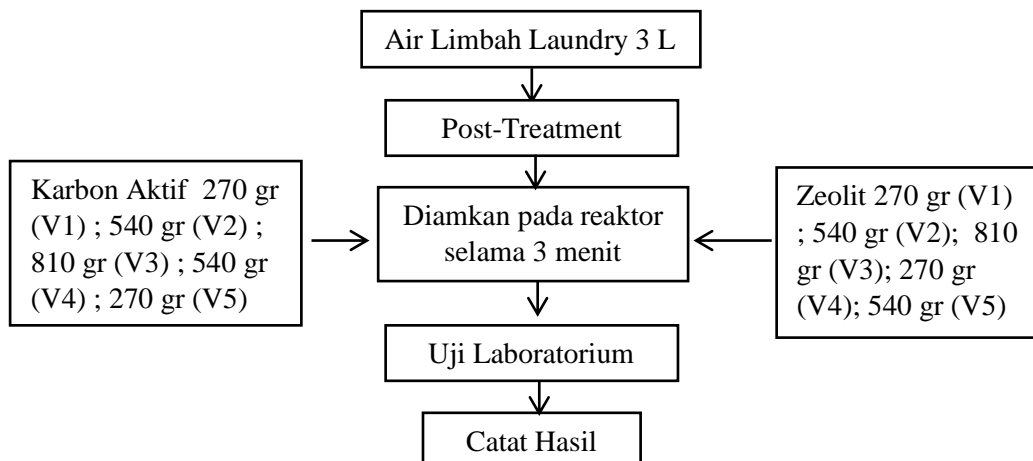 Air Limbah Laundry 3 L
Post-Treatment
Karbon Aktif 270 gr
(V1) ; 540 gr (V2) ;
810 gr (V3) ; 540 gr
(V4) ; 270 gr (V5)
Diamkan pada reaktor
selama 3 menit
Zeolit 270 gr (V1)
; 540 gr (V2); 810
gr (V3); 270 gr
(V4); 540 gr (V5)
Uji Laboratorium
Catat Hasil